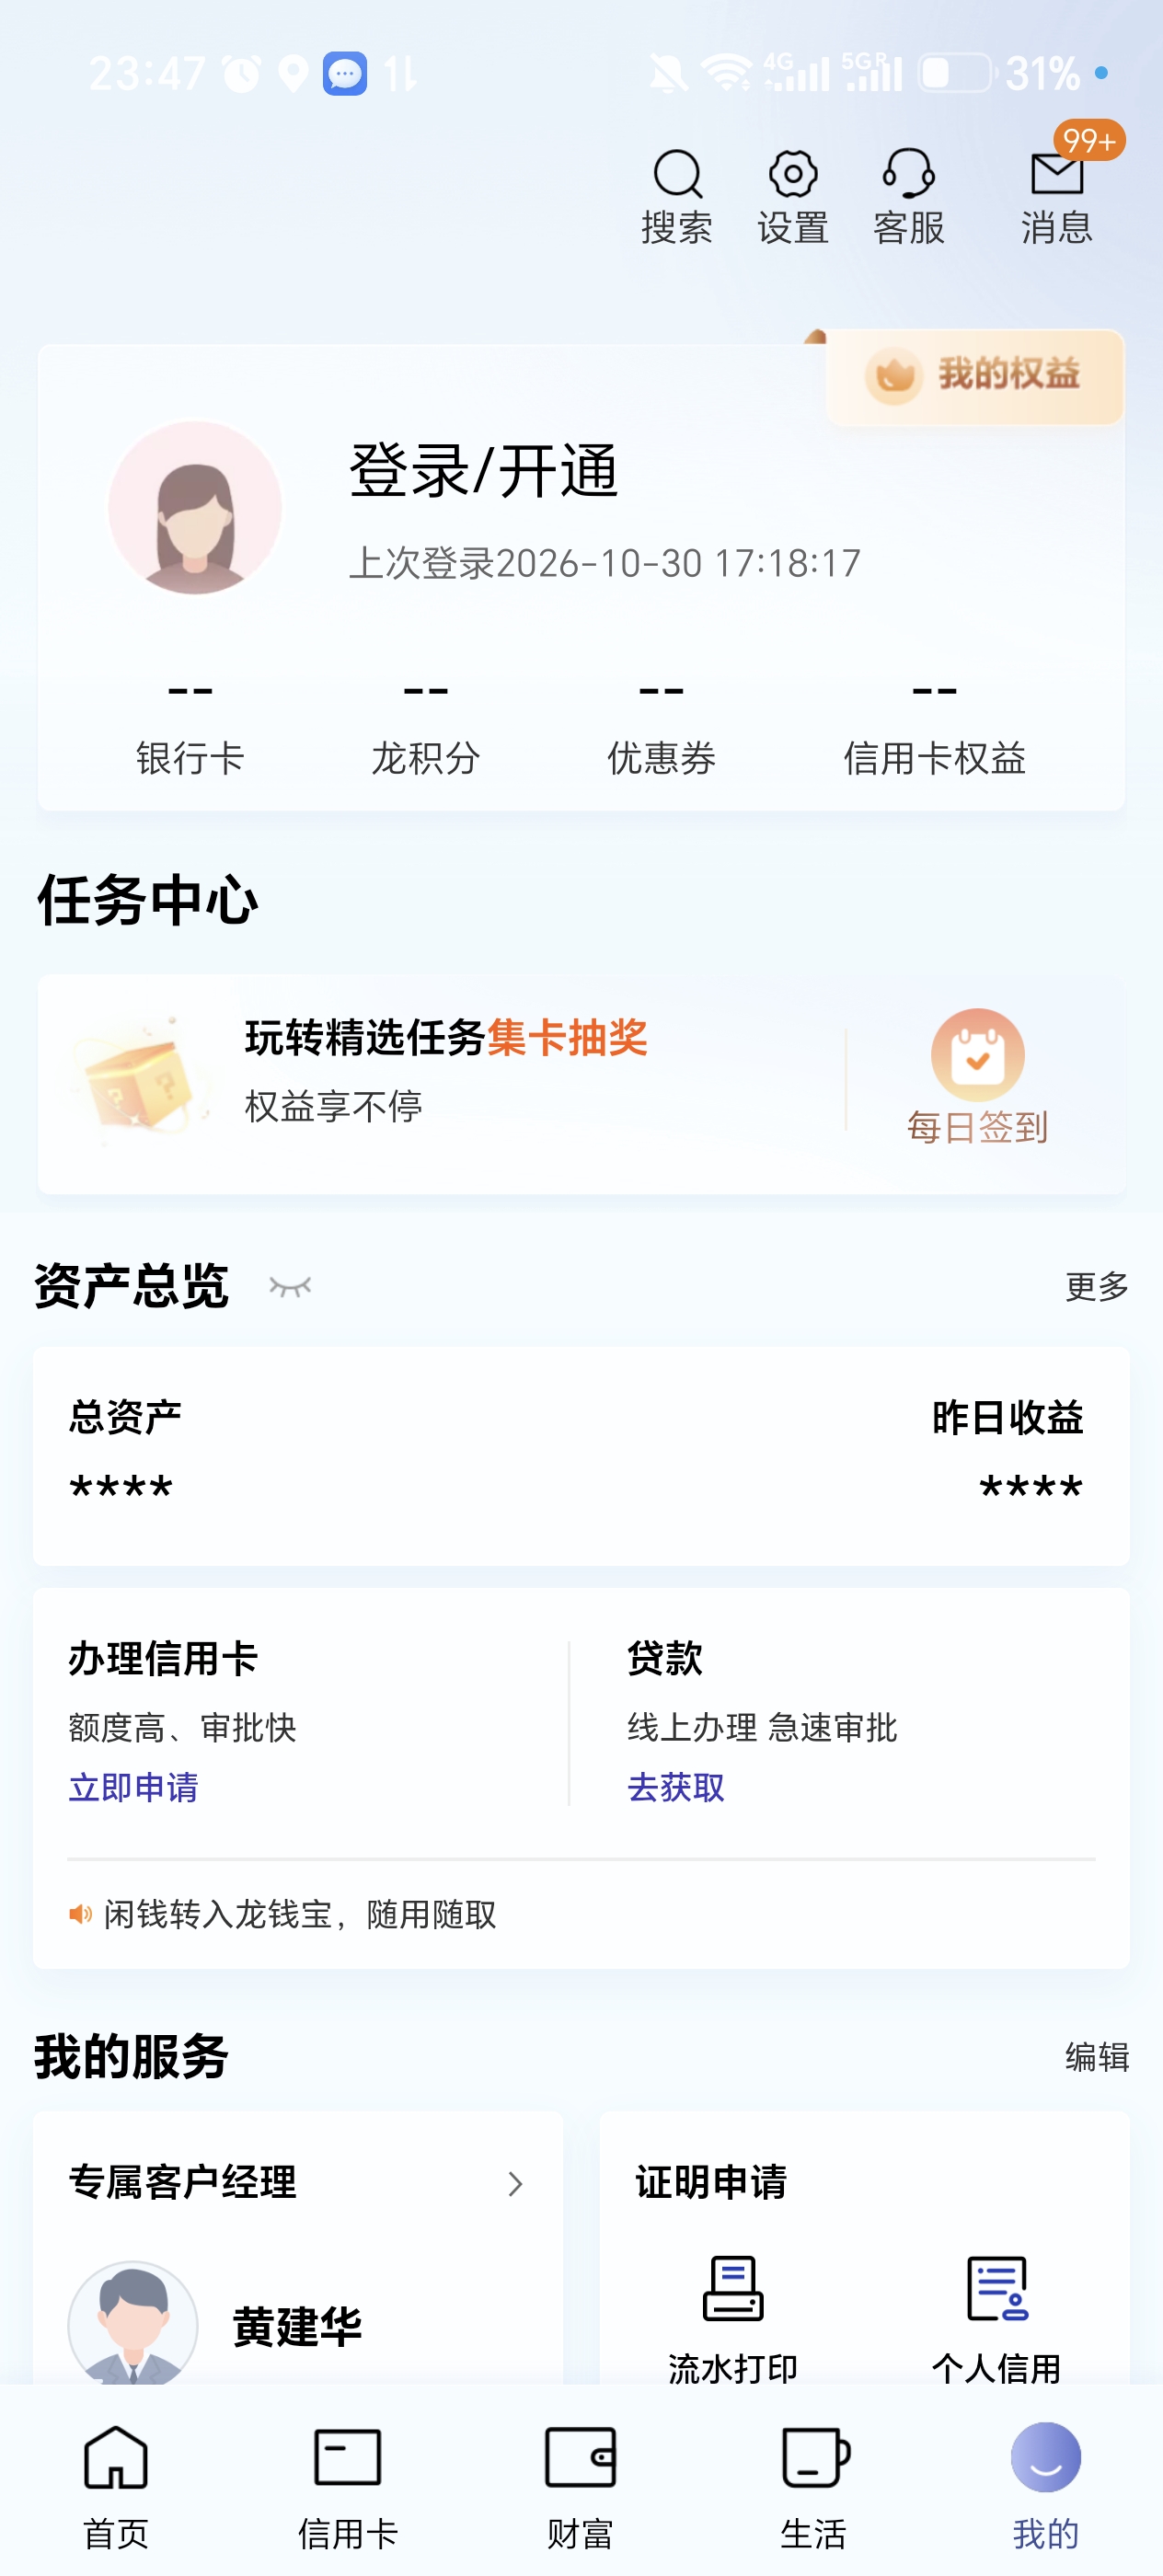 23:47 4G 5G R 31%
99+
搜索 设置 客服 消息
我的权益
登录/开通
上次登录2026-10-30 17:18:17
-- -- -- --
银行卡 龙积分 优惠券 信用卡权益
任务中心
玩转精选任务集卡抽奖
权益享不停
每日签到
资产总览 更多
总资产 昨日收益
**** ****
办理信用卡 贷款
额度高、审批快 线上办理 急速审批
立即申请 去获取
闲钱转入龙钱宝，随用随取
我的服务 编辑
专属客户经理 证明申请
黄建华
流水打印 个人信用
首页 信用卡 财富 生活 我的